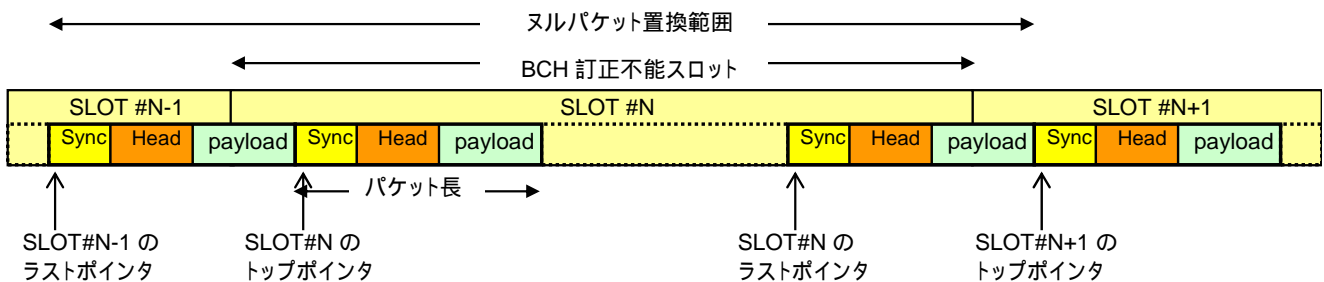 ヌルパケット置換範囲
BCH 訂正不能スロット
SLOT #N-1 SLOT #N SLOT #N+1
Sync Head payload Sync Head payload Sync Head payload Sync Head payload
パケット長
SLOT#N-1 の SLOT#N の SLOT#N の SLOT#N+1 の
ラストポインタ トップポインタ ラストポインタ トップポインタ